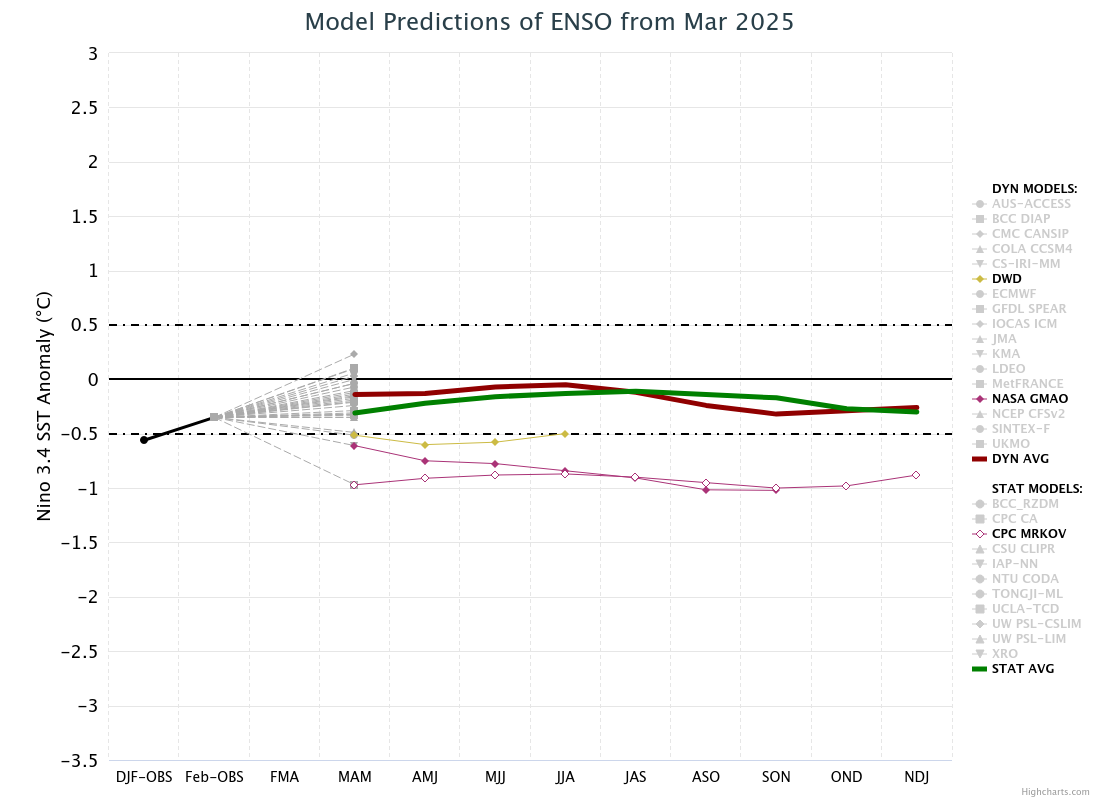 Model Predictions of ENSO from Mar 2025
Nino 3.4 SST Anomaly (°C)
3
2.5
2
1.5
1
0.5
0
−0.5
−1
−1.5
−2
−2.5
−3
−3.5
DJF-OBS Feb-OBS FMA MAM AMJ MJJ JJA JAS ASO SON OND NDJ
DYN MODELS:
AUS-ACCESS
BCC DIAP
CMC CANSIP
COLA CCSM4
CS-IRI-MM
DWD
ECMWF
GFDL SPEAR
IOCAS ICM
JMA
KMA
LDEO
MetFRANCE
NASA GMAO
NCEP CFSv2
SINTEX-F
UKMO
DYN AVG
STAT MODELS:
BCC_RZDM
CPC CA
CPC MRKOV
CSU CLIPR
IAP-NN
NTU CODA
TONGJI-ML
UCLA-TCD
UW PSL-CSLIM
UW PSL-LIM
XRO
STAT AVG
Highcharts.com